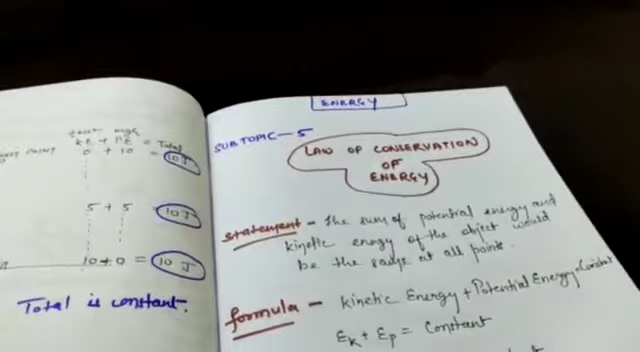 KE + PE = Total
0 + 10 = 10 J
5 + 5 = 10 J
10 + 0 = 10 J
Total is constant.
ENERGY
SUBTOPIC - 5
LAW OF CONSERVATION
OF
ENERGY
statement - The sum of potential energy and
kinetic energy of the object would
be the same at all points.
formula - kinetic Energy + Potential Energy = Constant
Ek + Ep = Constant